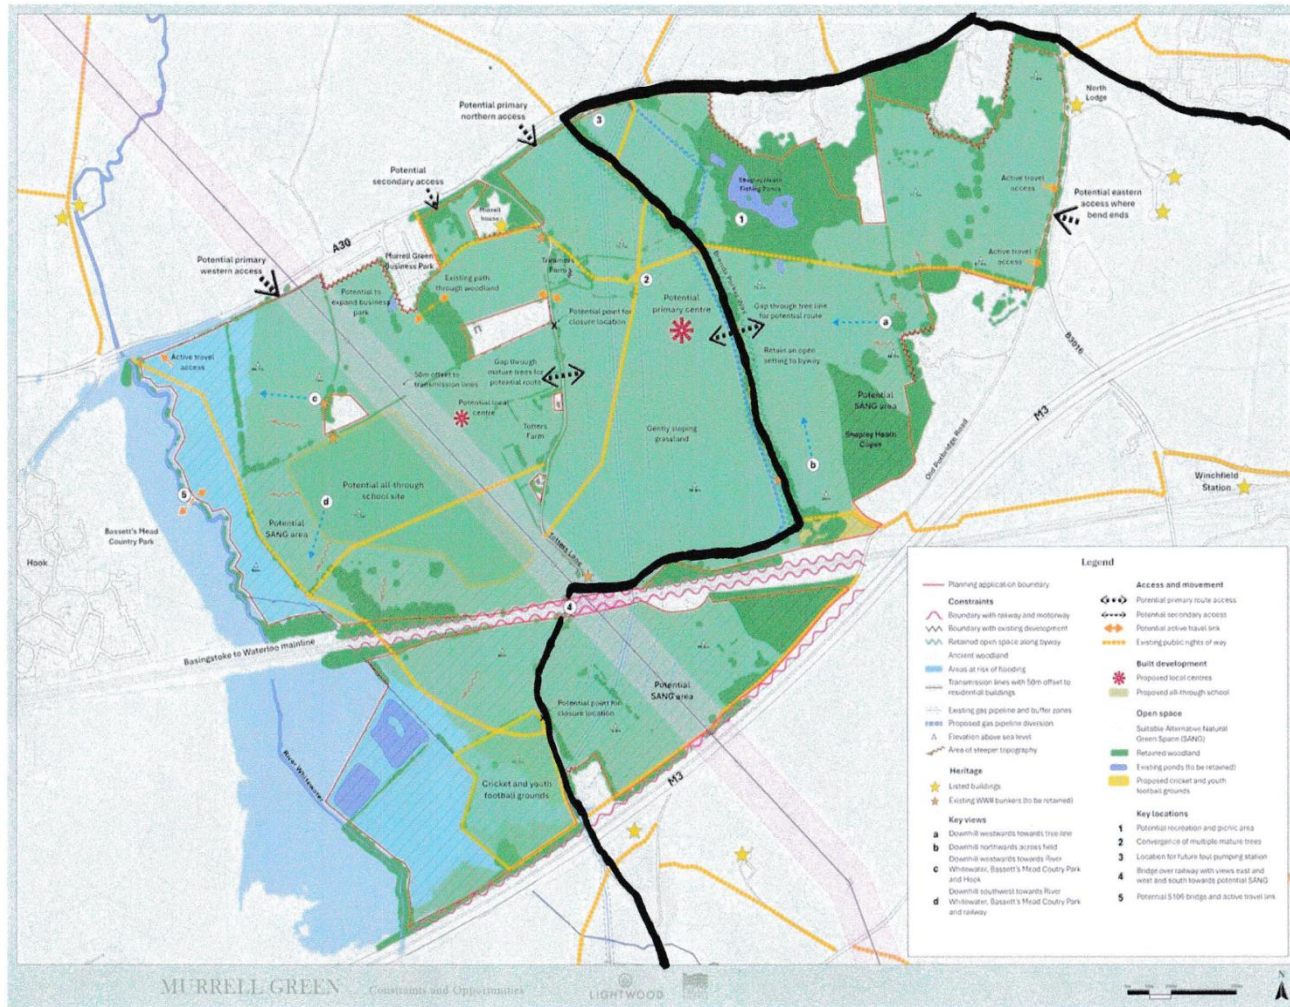 North
Lodge
Potential primary
northern access
3
Potential
secondary access
Shapley Heath
Fishing Ponds
Active travel
access
Potential eastern
access where
bend ends
1
Murrell
house
A30
Murrell Green
Business Park
Potential primary
western access
Existing path
through woodland
Potential to
expand business
park
2
Active travel
access
Potential
primary centre
Gap through tree line
for potential route
Potential point for
closure location
a
B3016
Retain an open
setting to byway
Active travel
access
50m offset to
transmission lines
Gap through
mature trees for
potential route
c
Potential local
centre
Potential
SANG area
M3
Totters
Farm
Gently sloping
grassland
Shapley Heath
Copse
b
Winchfield
Station
Potential all-through
school site
d
5
Potential
SANG area
Bassett's Mead
Country Park
Hook
Totters Lane
4
Basingstoke to Waterloo mainline
Potential
SANG area
Potential point for
closure location
River Whitewater
Cricket and youth
football grounds
M3
Legend
Planning application boundary
Constraints
Boundary with railway and motorway
Boundary with existing development
Retained open space along byway
Ancient woodland
Areas at risk of flooding
Transmission lines with 50m offset to
residential buildings
Existing gas pipeline and buffer zones
Proposed gas pipeline diversion
Elevation above sea level
Area of steeper topography
Heritage
Listed buildings
Existing WWII bunkers (to be retained)
Key views
a Downhill westwards towards tree line
b Downhill northwards across field
c Downhill westwards towards River
Whitewater, Bassett's Mead Coutry Park
and Hook
d Downhill southwest towards River
Whitewater, Bassett's Mead Coutry Park
and railway
Access and movement
Potential primary route access
Potential secondary access
Potential active travel link
Existing public rights of way
Built development
Proposed local centres
Proposed all-through school
Open space
Suitable Alternative Natural
Green Space (SANG)
Retained woodland
Existing ponds (to be retained)
Proposed cricket and youth
football grounds
Key locations
1 Potential recreation and picnic area
2 Convergence of multiple mature trees
3 Location for future foul pumping station
4 Bridge over railway with views east and
west and south towards potential SANG
5 Potential S106 bridge and active travel link
MURRELL GREEN
Constraints and Opportunities
LIGHTWOOD
N